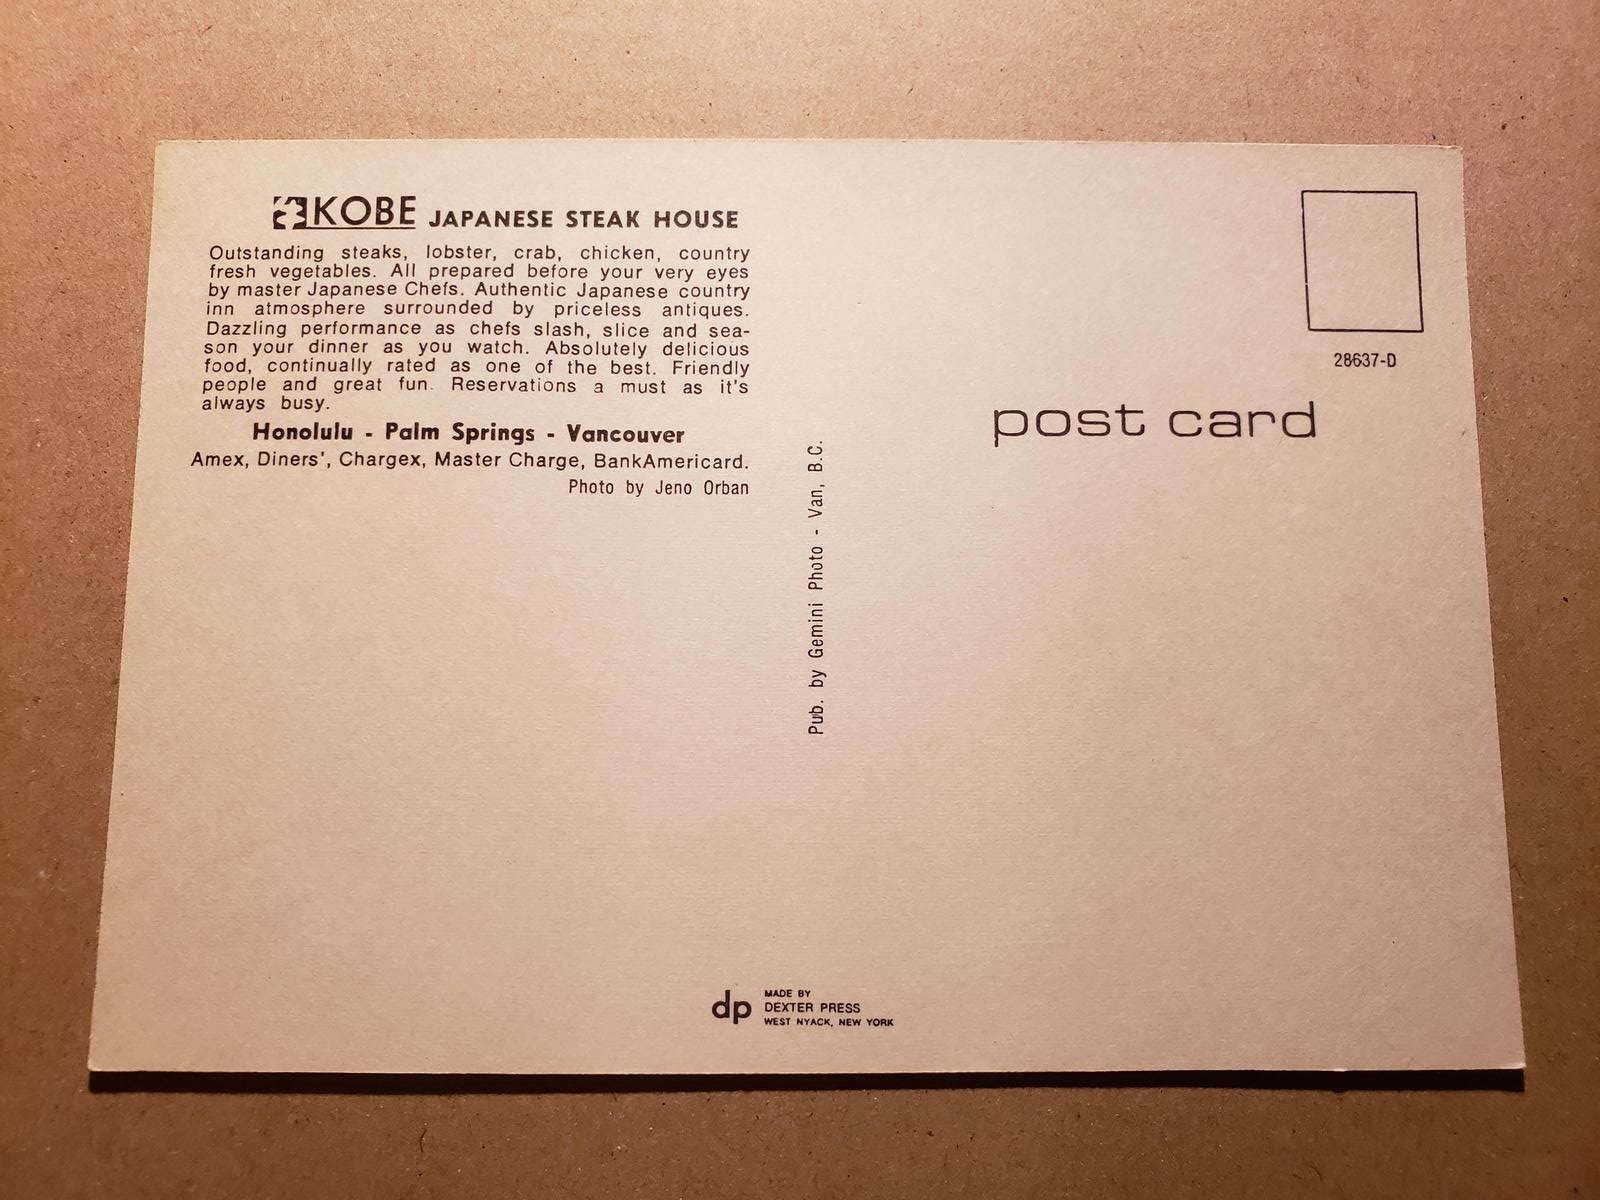 KOBE JAPANESE STEAK HOUSE
Outstanding steaks, lobster, crab, chicken, country
fresh vegetables. All prepared before your very eyes
by master Japanese Chefs. Authentic Japanese country
inn atmosphere surrounded by priceless antiques.
Dazzling performance as chefs slash, slice and sea-
son your dinner as you watch. Absolutely delicious
food, continually rated as one of the best. Friendly
people and great fun. Reservations a must as it's
always busy.
Honolulu - Palm Springs - Vancouver
Amex, Diners', Chargex, Master Charge, BankAmericard.
Photo by Jeno Orban
Pub. by Gemini Photo - Van, B.C.
28637-D
post card
dp
MADE BY
DEXTER PRESS
WEST NYACK, NEW YORK